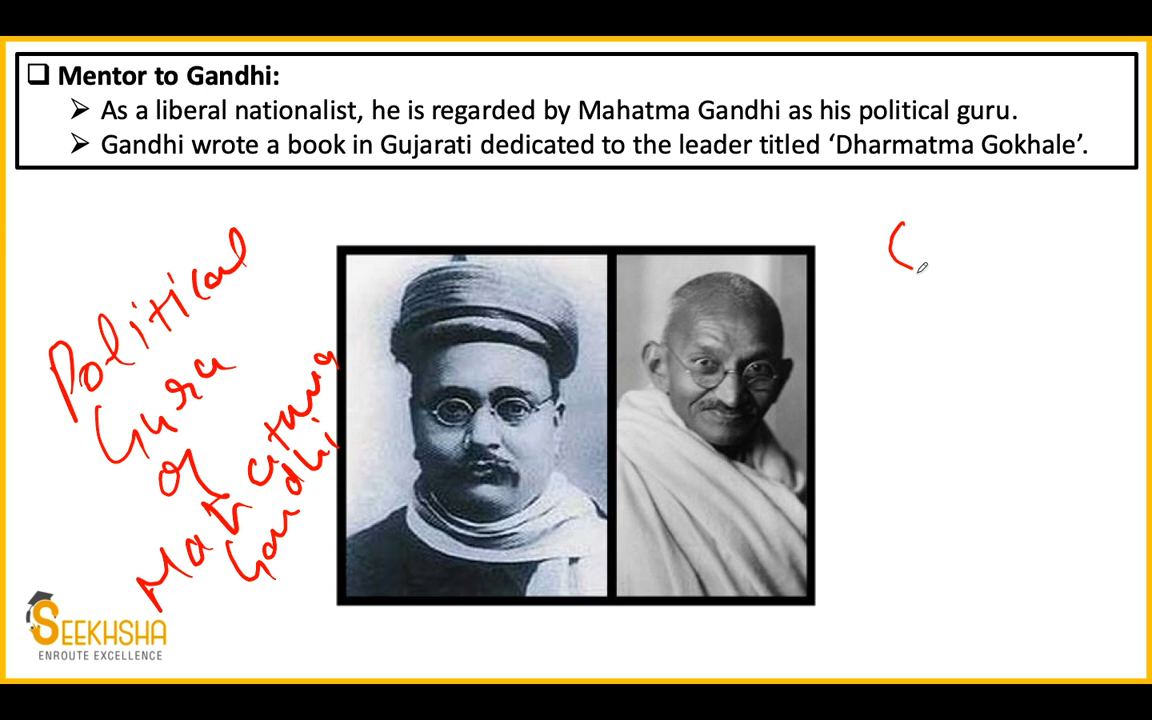 Mentor to Gandhi:
As a liberal nationalist, he is regarded by Mahatma Gandhi as his political guru.
Gandhi wrote a book in Gujarati dedicated to the leader titled ‘Dharmatma Gokhale’.
Political
Guru
of
Mahatma
Gandhi
SEEKHSHA
ENROUTE EXCELLENCE